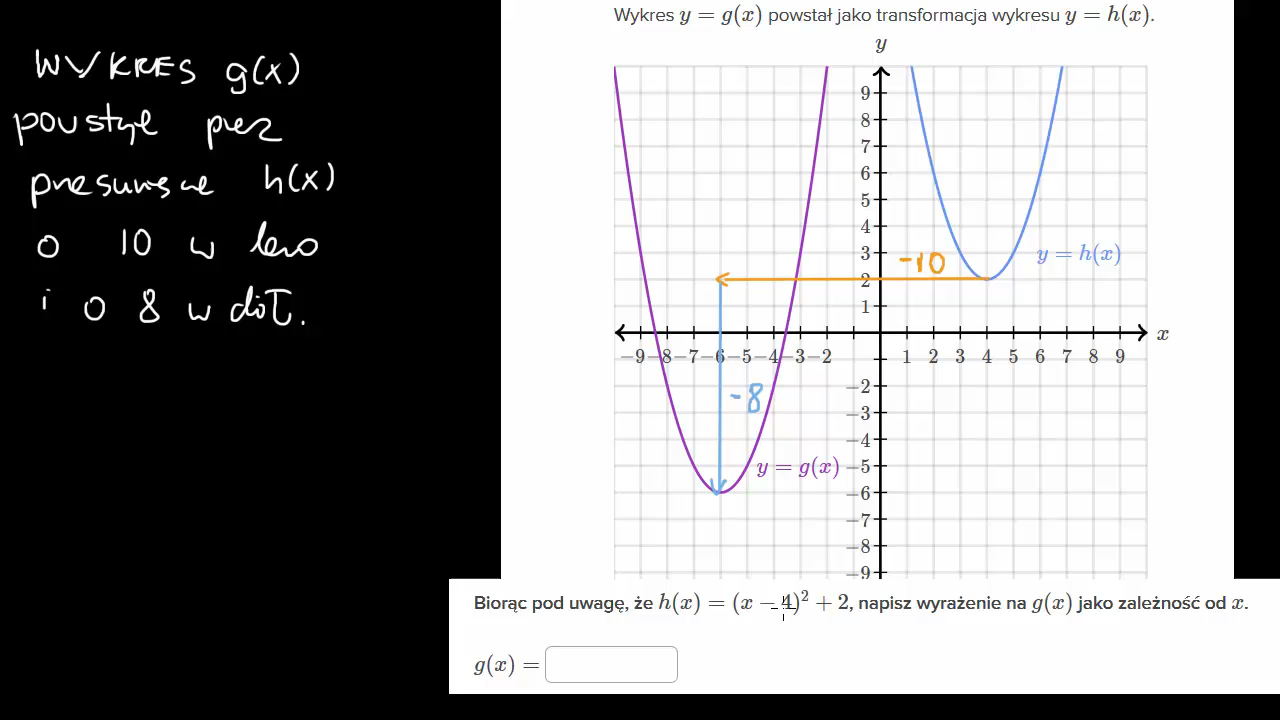 Wykres y = g(x) powstał jako transformacja wykresu y = h(x).
WYKRES g(x)
powstał przez
przesunięcie h(x)
o 10 w lewo
i o 8 w dół.
y
9
8
7
6
5
4
3
2
1
-10
y = h(x)
x
−9 −8 −7 −6 −5 −4 −3 −2 1 2 3 4 5 6 7 8 9
-8
−2
−3
−4
y = g(x)
−5
−6
−7
−8
−9
Biorąc pod uwagę, że h(x) = (x − 4)² + 2, napisz wyrażenie na g(x) jako zależność od x.
g(x) =